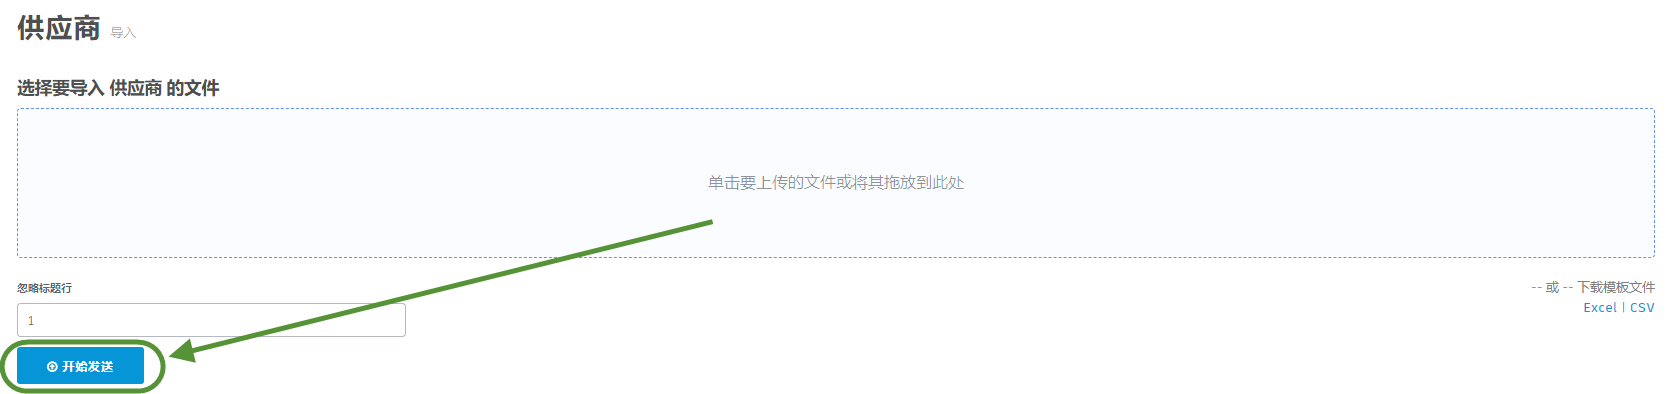 供应商 导入
选择要导入 供应商 的文件
单击要上传的文件或将其拖放到此处
忽略标题行
-- 或 -- 下载模板文件
1
Excel | CSV
开始发送